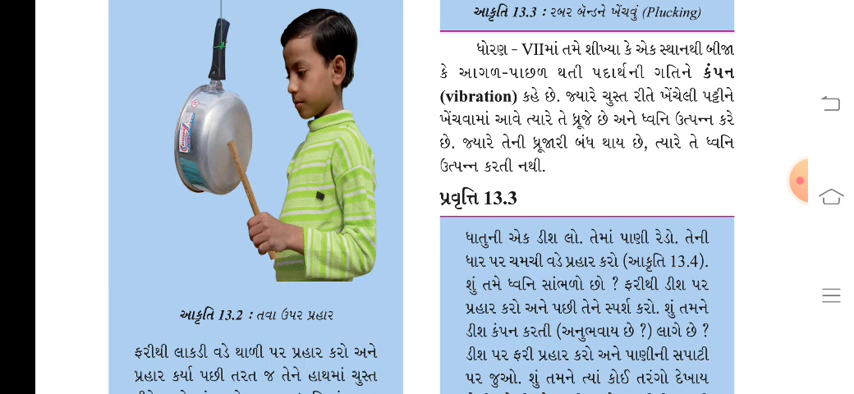 આકૃતિ 13.2 : તવા ઉપર પ્રહાર
ફરીથી લાકડી વડે થાળી પર પ્રહાર કરો અને
પ્રહાર કર્યા પછી તરત જ તેને હાથમાં ચુસ્ત
આકૃતિ 13.3 : રબર બૅન્ડને ખેંચવું (Plucking)
ધોરણ - VIIમાં તમે શીખ્યા કે એક સ્થાનથી બીજા
કે આગળ-પાછળ થતી પદાર્થની ગતિને કંપન
(vibration) કહે છે. જ્યારે ચુસ્ત રીતે ખેંચેલી પટ્ટીને
ખેંચવામાં આવે ત્યારે તે ધ્રૂજે છે અને ધ્વનિ ઉત્પન્ન કરે
છે. જ્યારે તેની ધ્રૂજારી બંધ થાય છે, ત્યારે તે ધ્વનિ
ઉત્પન્ન કરતી નથી.
પ્રવૃત્તિ 13.3
ધાતુની એક ડીશ લો. તેમાં પાણી રેડો. તેની
ધાર પર ચમચી વડે પ્રહાર કરો (આકૃતિ 13.4).
શું તમે ધ્વનિ સાંભળો છો ? ફરીથી ડીશ પર
પ્રહાર કરો અને પછી તેને સ્પર્શ કરો. શું તમને
ડીશ કંપન કરતી (અનુભવાય છે ?) લાગે છે ?
ડીશ પર ફરી પ્રહાર કરો અને પાણીની સપાટી
પર જુઓ. શું તમને ત્યાં કોઈ તરંગો દેખાય